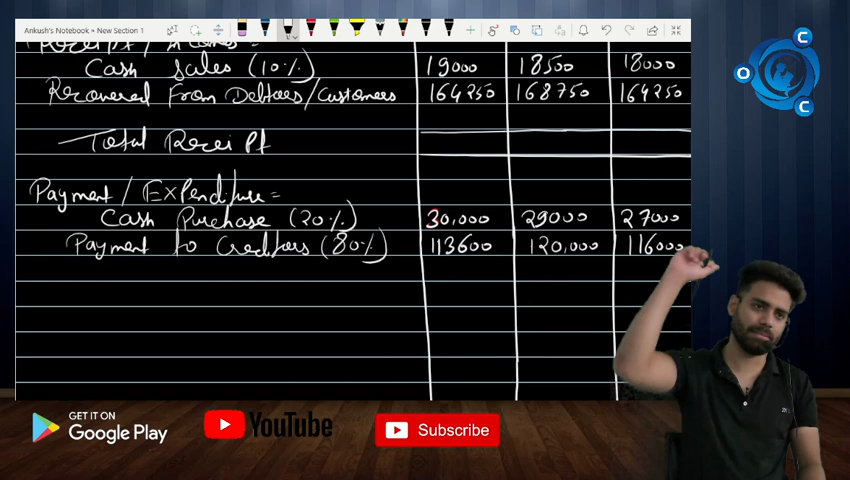 Ankush's Notebook » New Section 1
Receipt / Incomes =
Cash Sales (10%) 19000 18500 18000
Recovered From Debtors/Customers 164250 168750 164250
Total Receipt
Payment / Expenditure =
Cash Purchase (20%) 30,000 29000 27000
Payment to Creditors (80%) 113600 120,000 116000
O C C
GET IT ON
Google Play
YouTube
Subscribe